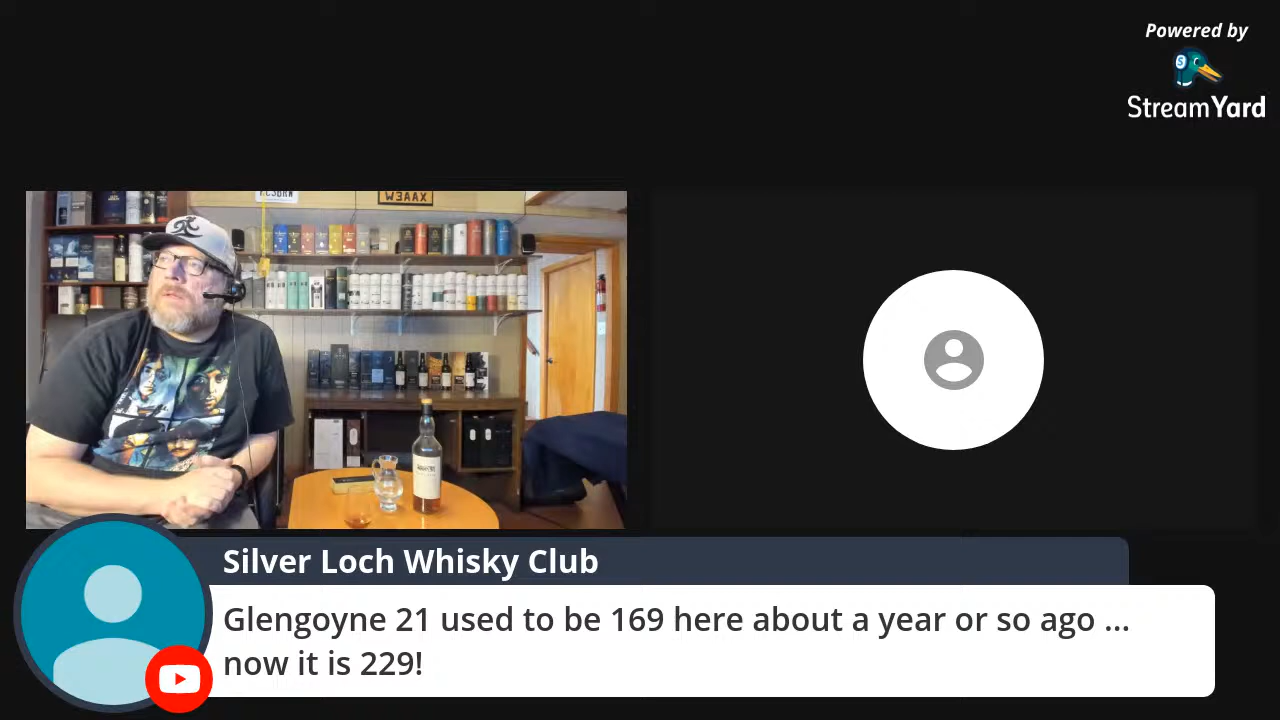 Powered by
StreamYard
W3AAX
Silver Loch Whisky Club
Glengoyne 21 used to be 169 here about a year or so ago ...
now it is 229!